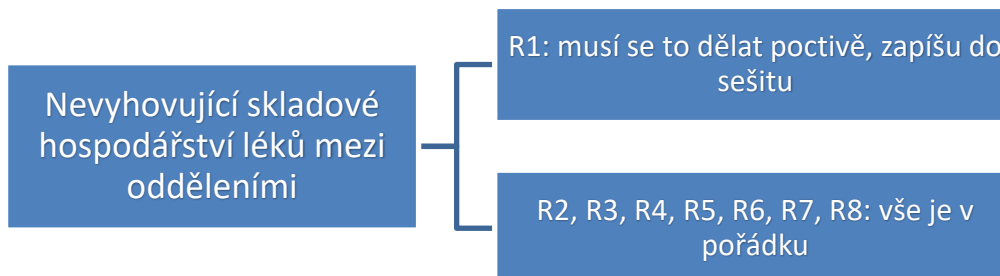 R1: musí se to dělat poctivě, zapíšu do
sešitu
Nevyhovující skladové
hospodářství léků mezi
odděleními
R2, R3, R4, R5, R6, R7, R8: vše je v
pořádku